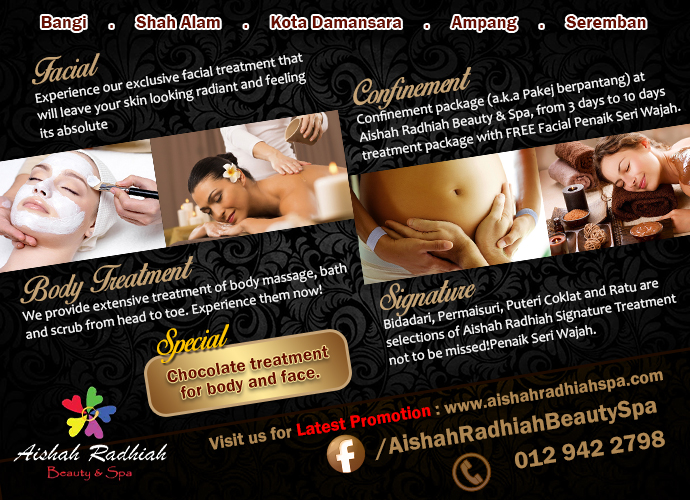 Bangi . Shah Alam . Kota Damansara . Ampang . Seremban
Facial
Experience our exclusive facial treatment that
will leave your skin looking radiant and feeling
its absolute
Confinement
Confinement package (a.k.a Pakej berpantang) at
Aishah Radhiah Beauty & Spa, from 3 days to 10 days
treatment package with FREE Facial Penaik Seri Wajah.
Body Treatment
We provide extensive treatment of body massage, bath
and scrub from head to toe. Experience them now!
Signature
Bidadari, Permaisuri, Puteri Coklat and Ratu are
selections of Aishah Radhiah Signature Treatment
not to be missed!Penaik Seri Wajah.
Special
Chocolate treatment
for body and face.
Aishah Radhiah
Beauty & Spa
Visit us for Latest Promotion : www.aishahradhiahspa.com
f /AishahRadhiahBeautySpa
012 942 2798